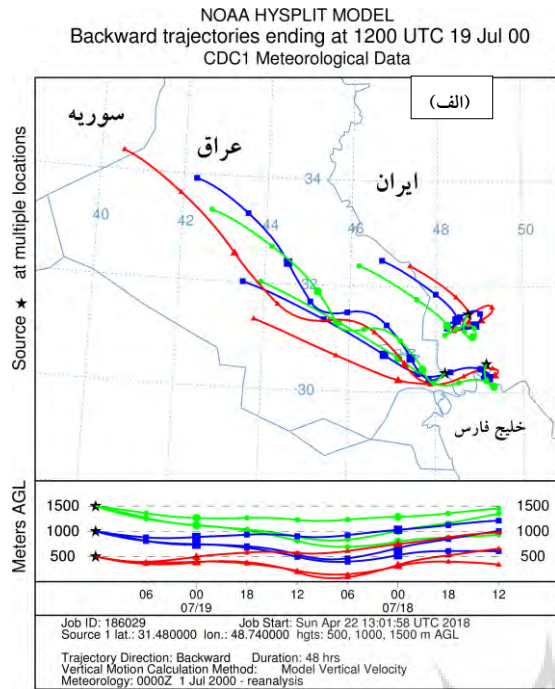 NOAA HYSPLIT MODEL
Backward trajectories ending at 1200 UTC 19 Jul 00
CDC1 Meteorological Data
(الف)
سوریه
عراق
ایران
34
40
42
44
46
48
50
32
30
خلیج فارس
Source ★ at multiple locations
Meters AGL
1500
1500
1000
1000
500
500
06 00 18 12 06 00 18 12
07/19 07/18
Job ID: 186029 Job Start: Sun Apr 22 13:01:58 UTC 2018
Source 1 lat.: 31.480000 lon.: 48.740000 hgts: 500, 1000, 1500 m AGL
Trajectory Direction: Backward Duration: 48 hrs
Vertical Motion Calculation Method: Model Vertical Velocity
Meteorology: 0000Z 1 Jul 2000 - reanalysis